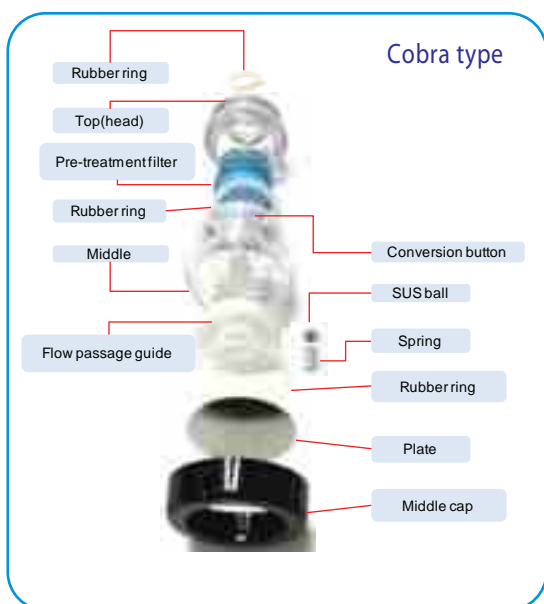 Cobra type
Rubber ring
Top(head)
Pre-treatment filter
Rubber ring
Middle
Flow passage guide
Conversion button
SUS ball
Spring
Rubber ring
Plate
Middle cap